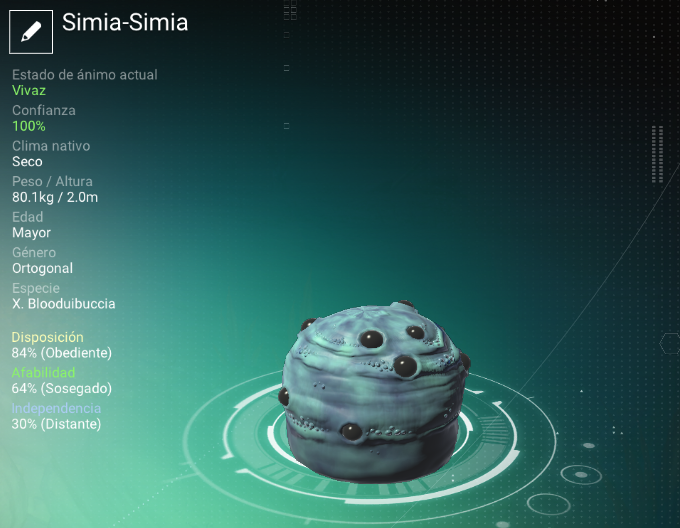 Simia-Simia
Estado de ánimo actual
Vivaz
Confianza
100%
Clima nativo
Seco
Peso / Altura
80.1kg / 2.0m
Edad
Mayor
Género
Ortogonal
Especie
X. Blooduibuccia
Disposición
84% (Obediente)
Afabilidad
64% (Sosegado)
Independencia
30% (Distante)